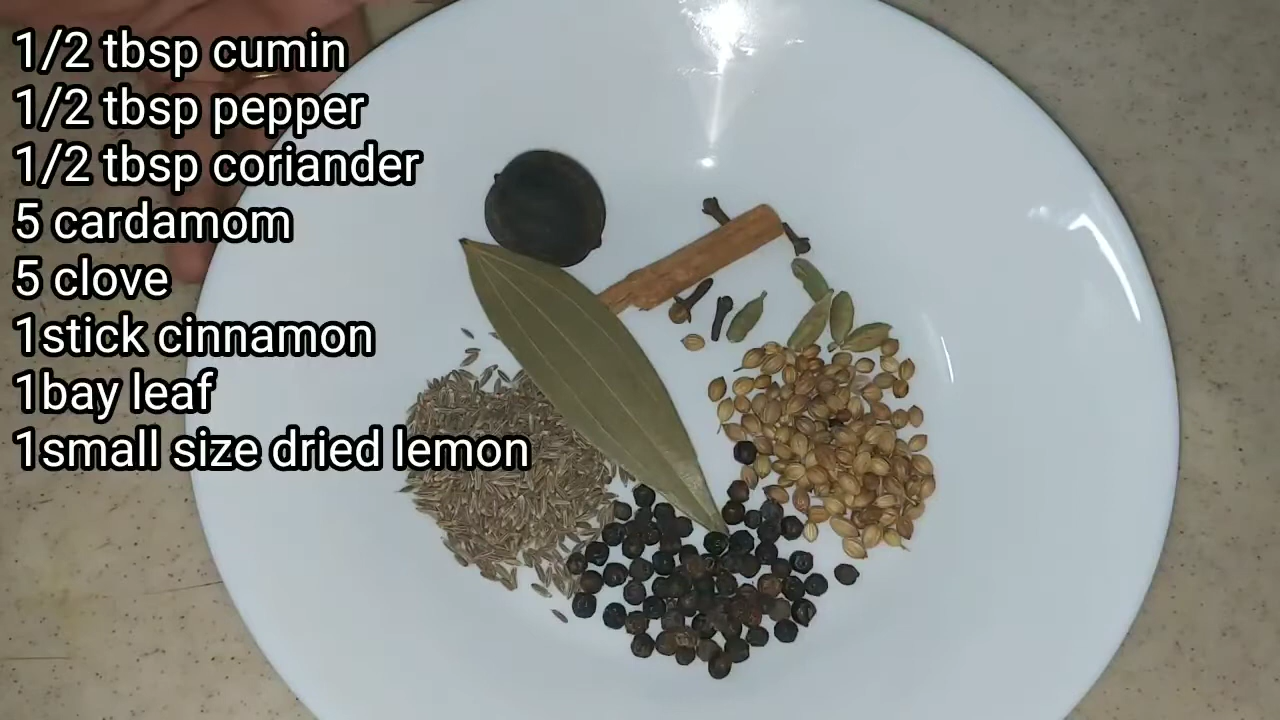 1/2 tbsp cumin
1/2 tbsp pepper
1/2 tbsp coriander
5 cardamom
5 clove
1stick cinnamon
1bay leaf
1small size dried lemon